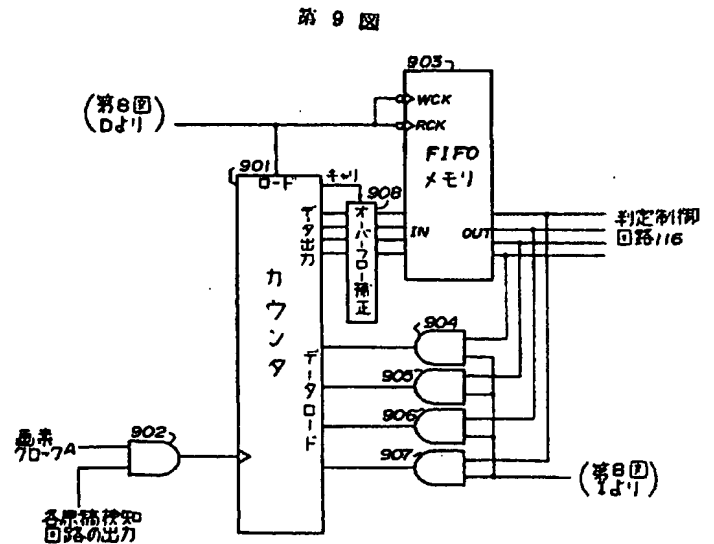 第9図
903
(第8図
Dより)
WCK
RCK
FIFO
メモリ
901
ロード
キャリ
908
データ出力
オーバーフロー補正
IN
OUT
判定制御
回路116
カウンタ
904
データロード
905
906
画素
クロックA
902
907
(第8図
Iより)
各原稿検知
回路の出力